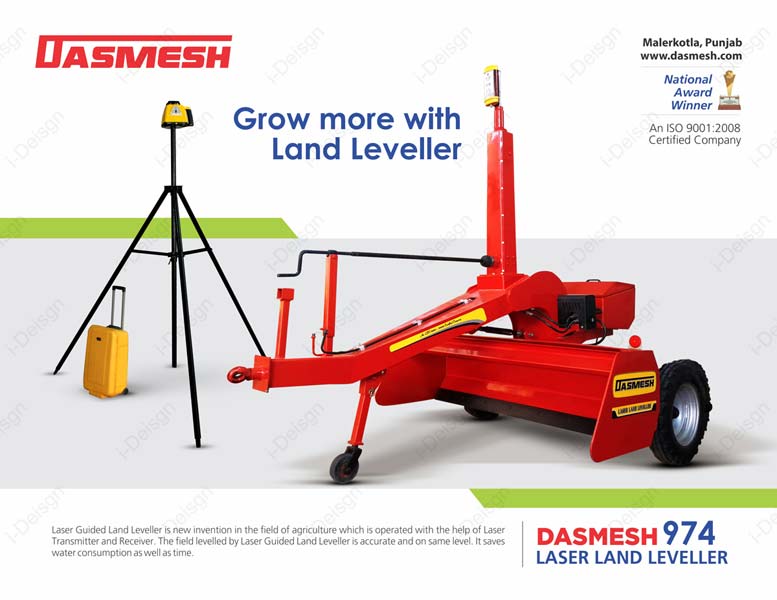 DASMESH
Malerkotla, Punjab
www.dasmesh.com
National
Award
Winner
An ISO 9001:2008
Certified Company
Grow more with
Land Leveller
DASMESH
LASER LAND LEVELLER
Laser Guided Land Leveller is new invention in the field of agriculture which is operated with the help of Laser
Transmitter and Receiver. The field levelled by Laser Guided Land Leveller is accurate and on same level. It saves
water consumption as well as time.
DASMESH 974
LASER LAND LEVELLER
i-Deisgn